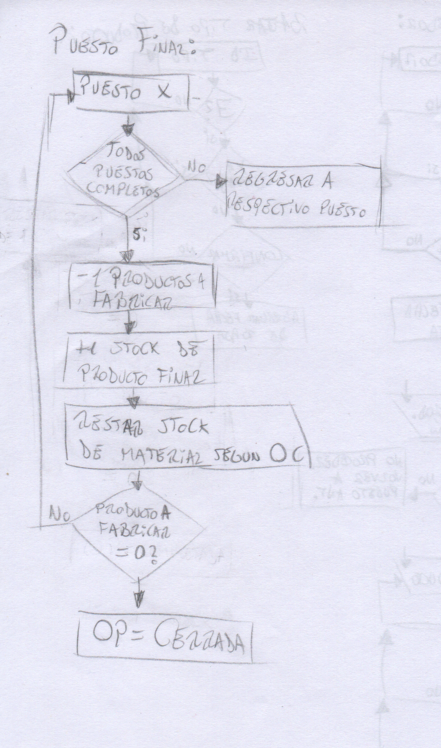 PUESTO FINAL:
PUESTO X
TODOS
PUESTOS
COMPLETOS
No
REGRESAR A
RESPECTIVO PUESTO
Si
-1 PRODUCTOS A
FABRICAR
+1 STOCK DE
PRODUCTO FINAL
RESTAR STOCK
DE MATERIAL SEGUN OC
No
PRODUCTO A
FABRICAR
= 0?
OP = CERRADA